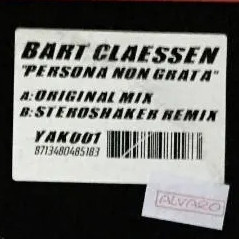 BART CLAESSEN
"PERSONA NON GRATA"
A: ORIGINAL MIX
B: STEROSHAKER REMIX
YAK001
8713480485183
ALVARO